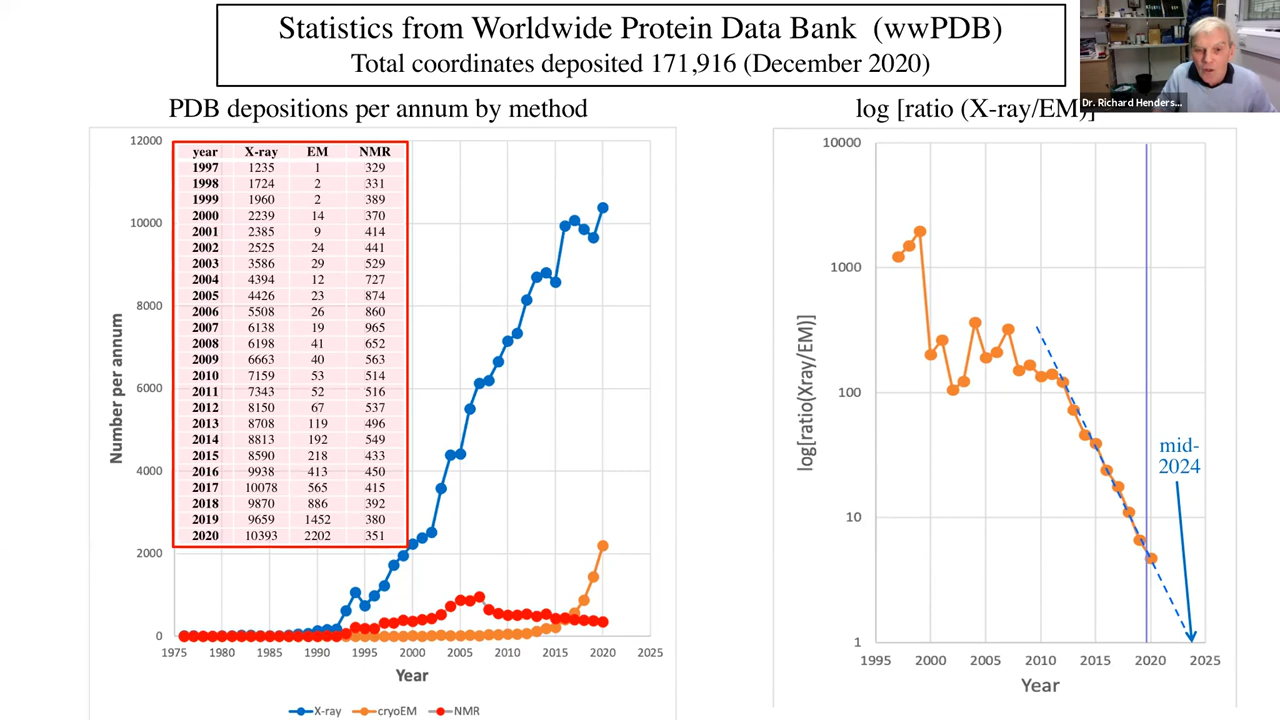 Statistics from Worldwide Protein Data Bank (wwPDB)
Total coordinates deposited 171,916 (December 2020)
Dr. Richard Henders...
PDB depositions per annum by method
log [ratio (X-ray/EM)]
year X-ray EM NMR
1997 1235 1 329
1998 1724 2 331
1999 1960 2 389
2000 2239 14 370
2001 2385 9 414
2002 2525 24 441
2003 3586 29 529
2004 4394 12 727
2005 4426 23 874
2006 5508 26 860
2007 6138 19 965
2008 6198 41 652
2009 6663 40 563
2010 7159 53 514
2011 7343 52 516
2012 8150 67 537
2013 8708 119 496
2014 8813 192 549
2015 8590 218 433
2016 9938 413 450
2017 10078 565 415
2018 9870 886 392
2019 9659 1452 380
2020 10393 2202 351
12000
10000
8000
6000
4000
2000
0
Number per annum
1975 1980 1985 1990 1995 2000 2005 2010 2015 2020 2025
Year
X-ray cryoEM NMR
10000
1000
100
10
1
log[ratio(Xray/EM)]
mid-
2024
1995 2000 2005 2010 2015 2020 2025
Year